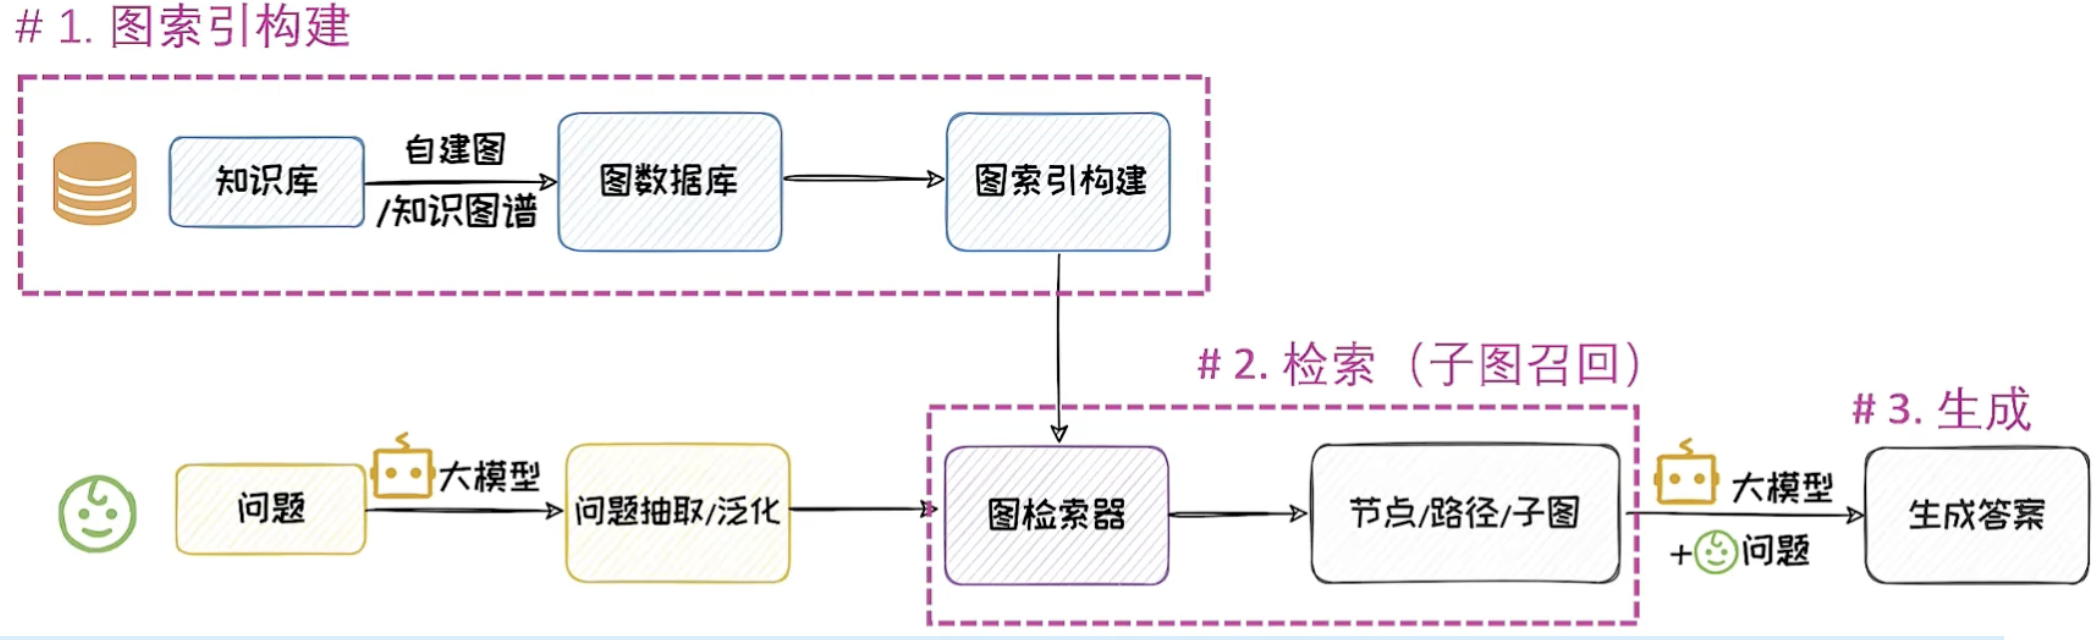 # 1. 图索引构建
知识库
自建图
/知识图谱
图数据库
图索引构建
# 2. 检索（子图召回）
# 3. 生成
问题
大模型
问题抽取/泛化
图检索器
节点/路径/子图
大模型
+问题
生成答案